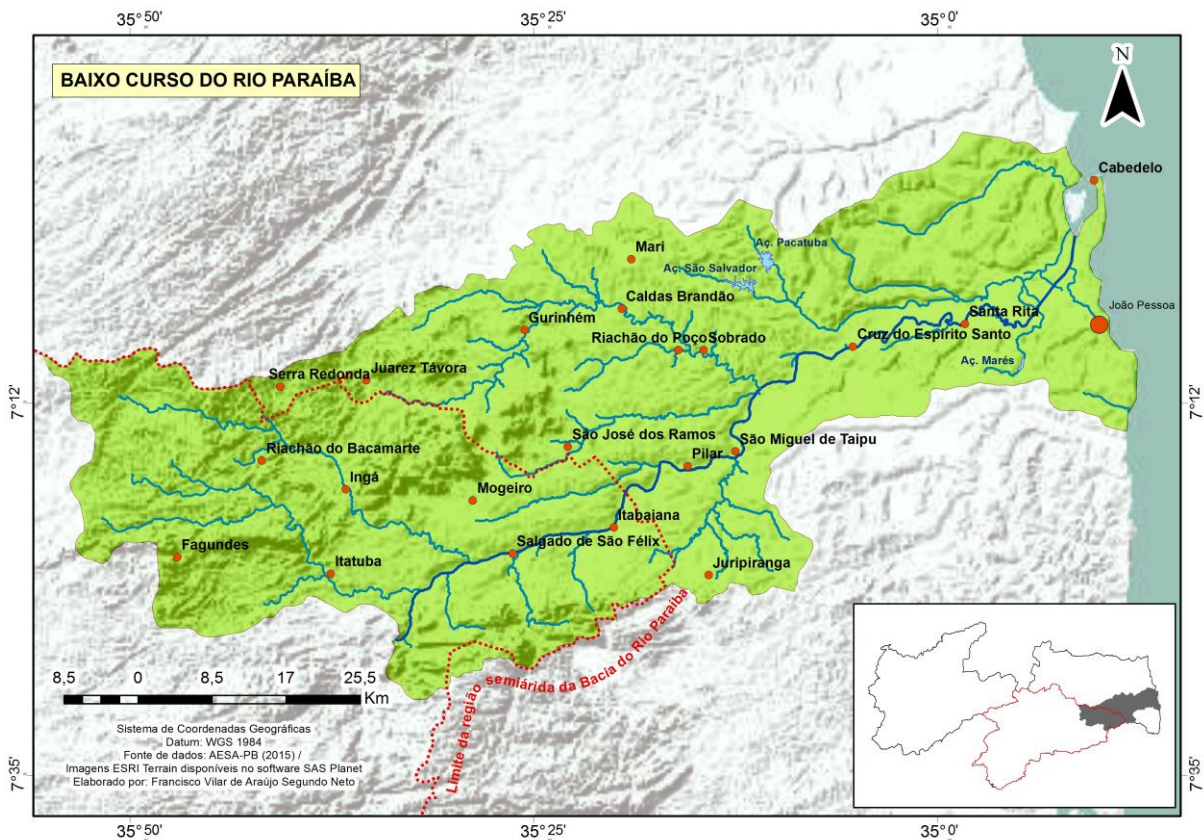 35°50'
35°25'
35°0'
BAIXO CURSO DO RIO PARAÍBA
N
Cabedelo
Mari
Aç. Pacatuba
Aç. São Salvador
Caldas Brandão
Gurinhém
Santa Rita
João Pessoa
Riachão do Poço
Sobrado
Cruz do Espírito Santo
Aç. Marés
Serra Redonda
Juarez Távora
7°12'
7°12'
São José dos Ramos
São Miguel de Taipu
Riachão do Bacamarte
Pilar
Ingá
Mogeiro
Itabaiana
Salgado de São Félix
Fagundes
Itatuba
Juripiranga
Limite da região semiárida da Bacia do Rio Paraíba
8,5 0 8,5 17 25,5
Km
Sistema de Coordenadas Geográficas
Datum: WGS 1984
Fonte de dados: AESA-PB (2015) /
Imagens ESRI Terrain disponíveis no software SAS Planet
Elaborado por: Francisco Vilar de Araújo Segundo Neto
7°35'
7°35'
35°50'
35°25'
35°0'